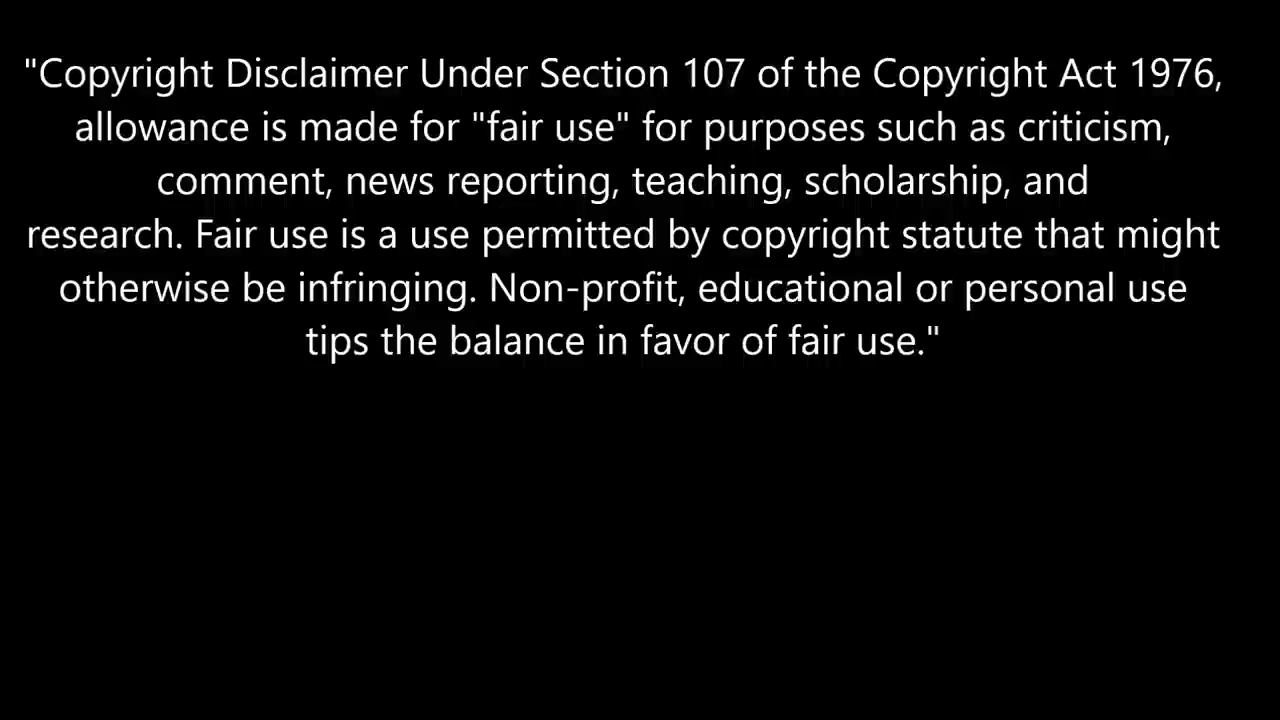 "Copyright Disclaimer Under Section 107 of the Copyright Act 1976,
allowance is made for "fair use" for purposes such as criticism,
comment, news reporting, teaching, scholarship, and
research. Fair use is a use permitted by copyright statute that might
otherwise be infringing. Non-profit, educational or personal use
tips the balance in favor of fair use."